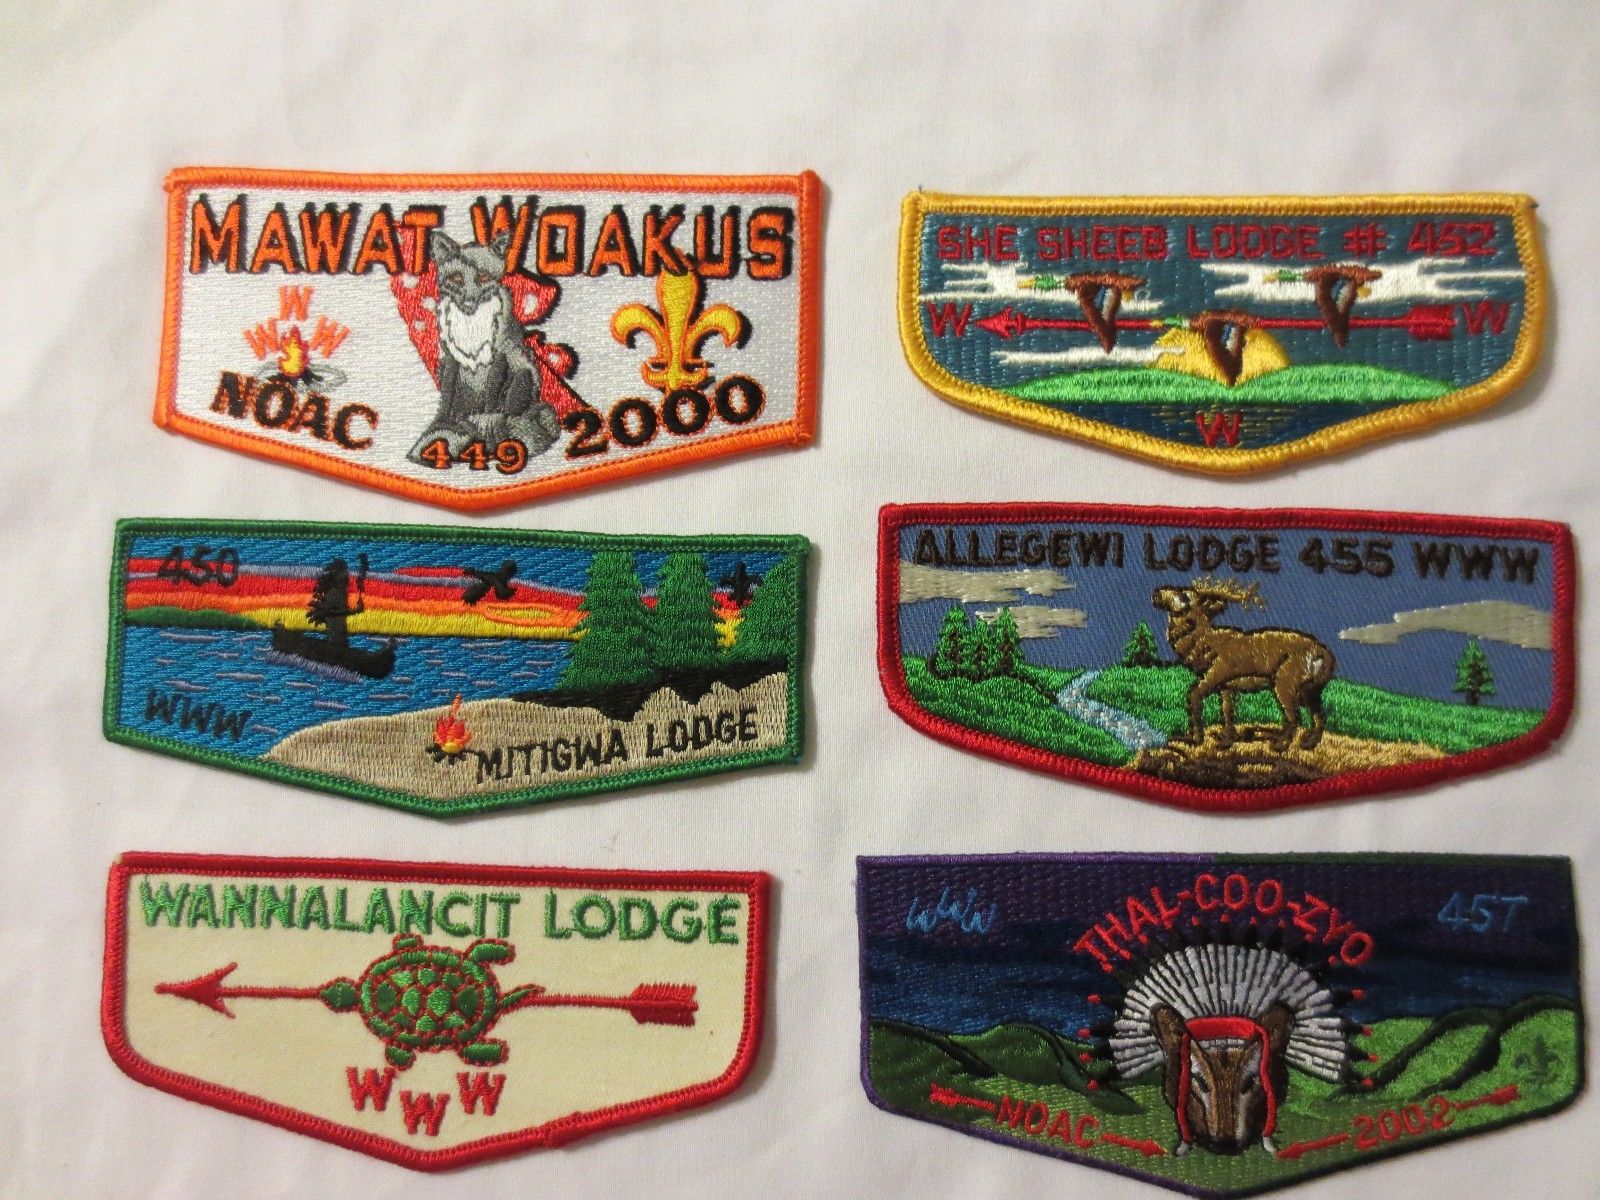 MAWAT WOAKUS
WWW
NOAC 449 2000
SHE SHEEB LODGE # 452
W W
W
450
WWW
MITIGWA LODGE
ALLEGEWI LODGE 455 WWW
WANNALANCIT LODGE
WWW
WWW THAL-COO-ZYO 457
NOAC 2002